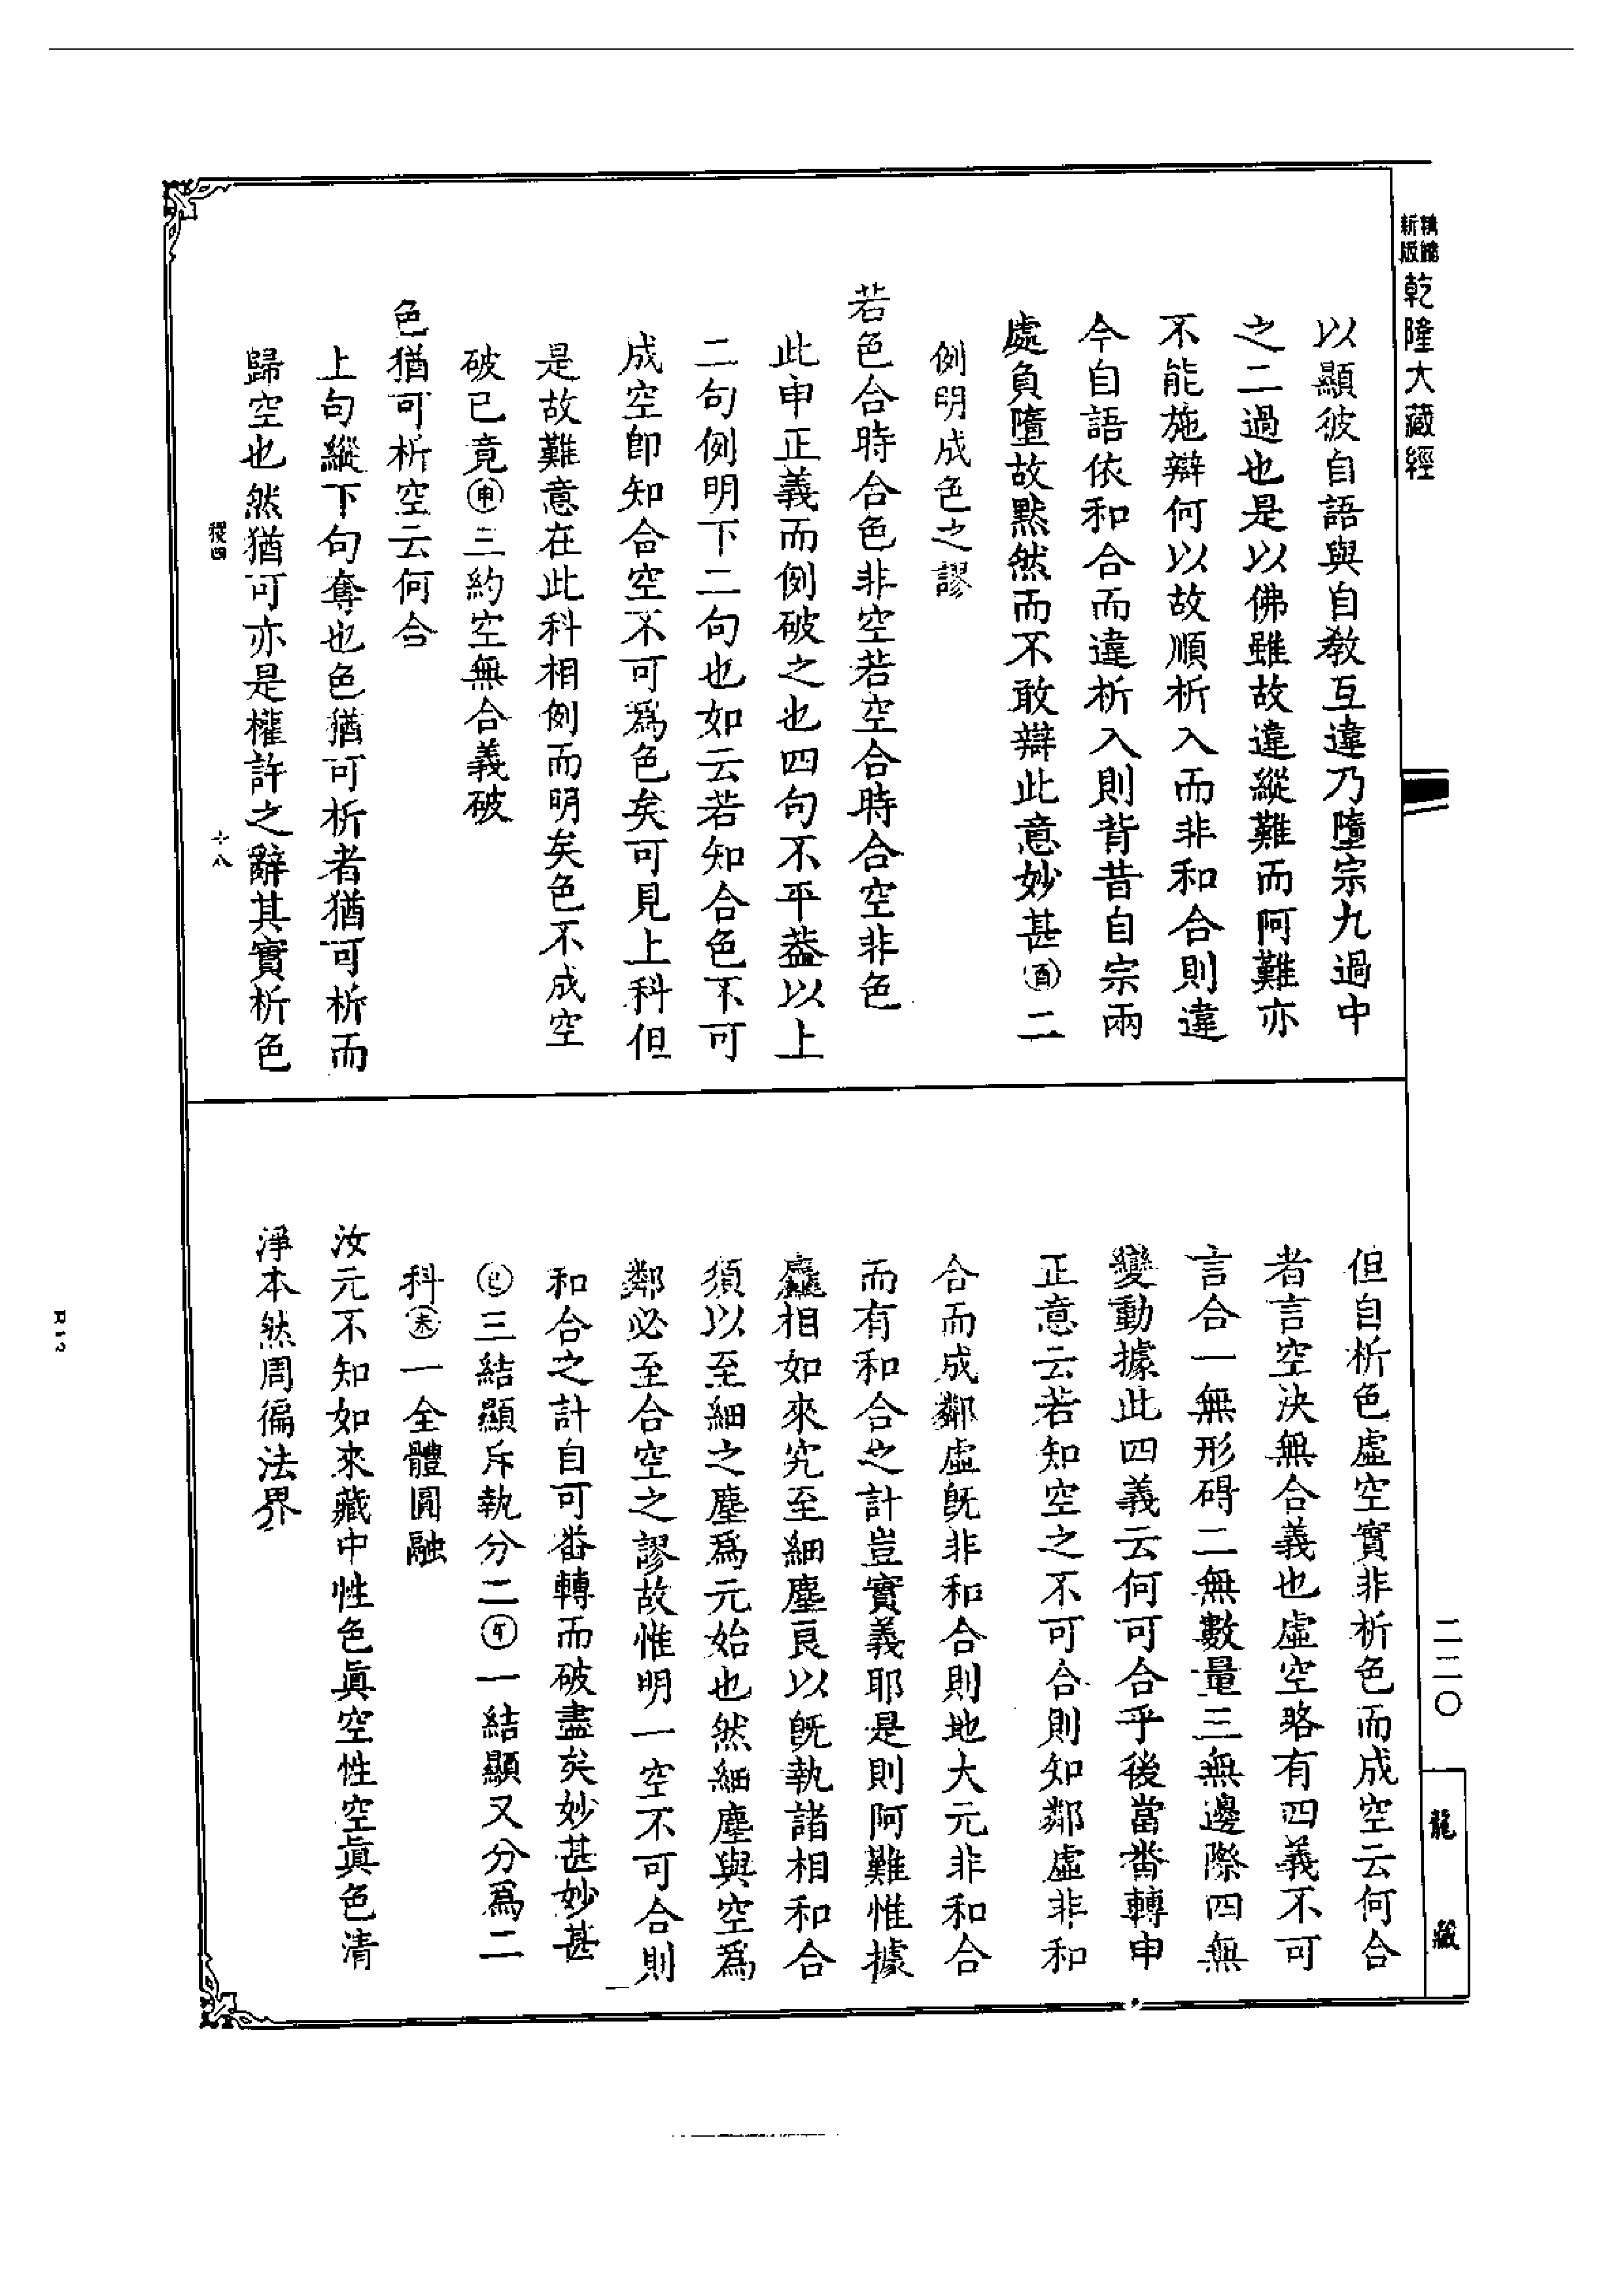 精縮
新版
乾隆大藏經
以顯彼自語與自教互違乃墮宗九過中
之二過也是以佛雖故違縱難而阿難亦
不能施辯何以故順析入而非和合則違
今自語依和合而違析入則背昔自宗兩
處負墮故默然而不敢辯此意妙甚㊒酉二
例明成色之謬
若色合時合色非空若空合時合空非色
此申正義而例破之也四句不平葢以上
二句例明下二句也如云若知合色不可
成空即知合空不可爲色矣可見上科但
是故難意在此科相例而明矣色不成空
破已竟申三約空無合義破
色猶可析空云何合
上句縱下句奪也色猶可析者猶可析而
歸空也然猶可亦是權許之辭其實析色
稷四
十八
但自析色虛空實非析色而成空云何合
者言空決無合義也虛空略有四義不可
言合一無形碍二無數量三無邊際四無
變動據此四義云何可合乎後當畨轉申
正意云若知空之不可合則知鄰虛非和
合而成鄰虛旣非和合則地大元非和合
而有和合之計豈實義耶是則阿難惟據
麤相如來究至細塵良以旣執諸相和合
須以至細之塵爲元始也然細塵與空爲
鄰必至合空之謬故惟明一空不可合則
和合之計自可畨轉而破盡矣妙甚妙甚
巳三結顯斥執分二午一結顯又分爲二
科未一全體圓融
汝元不知如來藏中性色眞空性空眞色清
淨本然周徧法界
二二〇
龍藏